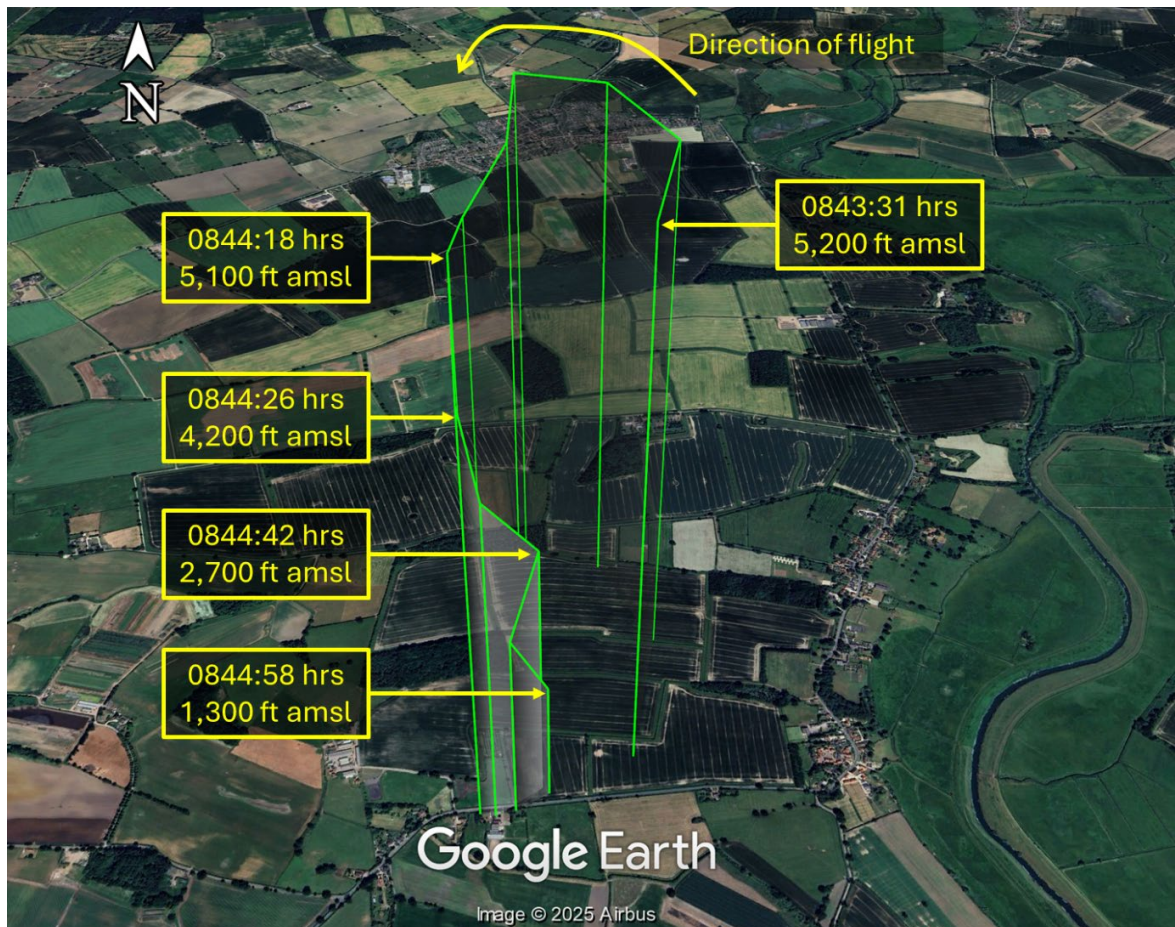 Direction of flight
N
0843:31 hrs
5,200 ft amsl
0844:18 hrs
5,100 ft amsl
0844:26 hrs
4,200 ft amsl
0844:42 hrs
2,700 ft amsl
0844:58 hrs
1,300 ft amsl
Google Earth
Image © 2025 Airbus